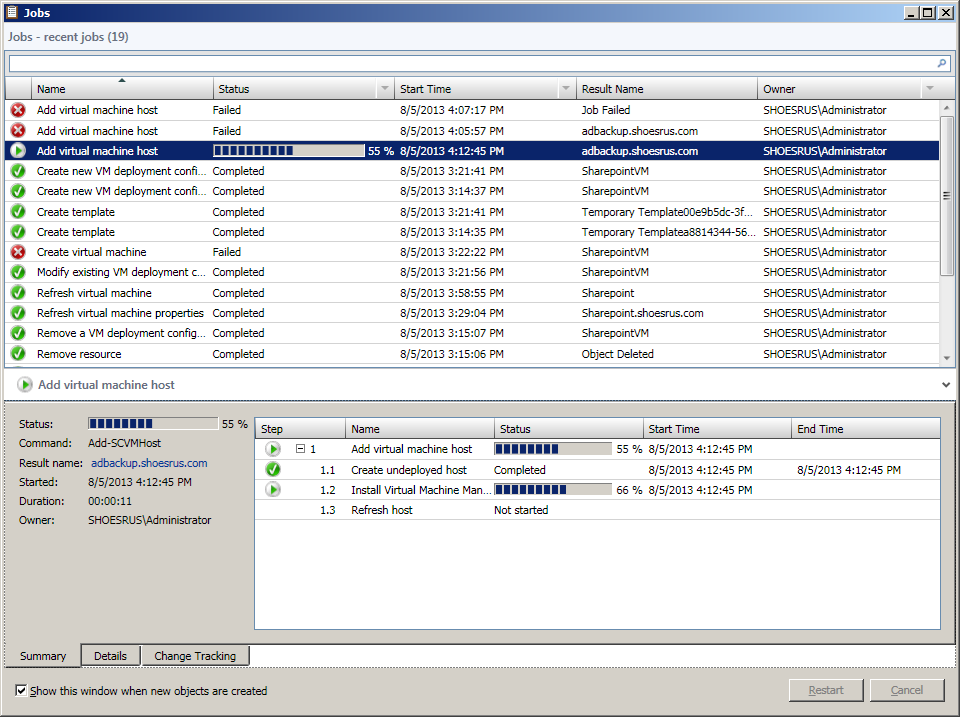 Jobs
Jobs - recent jobs (19)
Name Status Start Time Result Name Owner
Add virtual machine host Failed 8/5/2013 4:07:17 PM Job Failed SHOESRUS\Administrator
Add virtual machine host Failed 8/5/2013 4:05:57 PM adbackup.shoesrus.com SHOESRUS\Administrator
Add virtual machine host 55 % 8/5/2013 4:12:45 PM adbackup.shoesrus.com SHOESRUS\Administrator
Create new VM deployment confi... Completed 8/5/2013 3:21:41 PM SharepointVM SHOESRUS\Administrator
Create new VM deployment confi... Completed 8/5/2013 3:14:37 PM SharepointVM SHOESRUS\Administrator
Create template Completed 8/5/2013 3:21:41 PM Temporary Template00e9b5dc-3f... SHOESRUS\Administrator
Create template Completed 8/5/2013 3:14:35 PM Temporary Templatea8814344-56... SHOESRUS\Administrator
Create virtual machine Failed 8/5/2013 3:22:22 PM SharepointVM SHOESRUS\Administrator
Modify existing VM deployment c... Completed 8/5/2013 3:21:56 PM SharepointVM SHOESRUS\Administrator
Refresh virtual machine Completed 8/5/2013 3:58:55 PM Sharepoint SHOESRUS\Administrator
Refresh virtual machine properties Completed 8/5/2013 3:29:04 PM Sharepoint.shoesrus.com SHOESRUS\Administrator
Remove a VM deployment config... Completed 8/5/2013 3:15:07 PM SharepointVM SHOESRUS\Administrator
Remove resource Completed 8/5/2013 3:15:06 PM Object Deleted SHOESRUS\Administrator
Add virtual machine host
Status: 55 %
Command: Add-SCVMHost
Result name: adbackup.shoesrus.com
Started: 8/5/2013 4:12:45 PM
Duration: 00:00:11
Owner: SHOESRUS\Administrator
Step Name Status Start Time End Time
1 Add virtual machine host 55 % 8/5/2013 4:12:45 PM
1.1 Create undeployed host Completed 8/5/2013 4:12:45 PM 8/5/2013 4:12:45 PM
1.2 Install Virtual Machine Man... 66 % 8/5/2013 4:12:45 PM
1.3 Refresh host Not started
Summary Details Change Tracking
Show this window when new objects are created
Restart Cancel